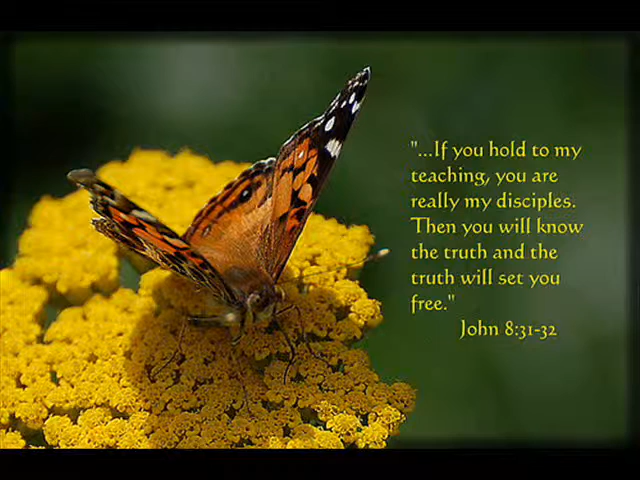 "...If you hold to my
teaching, you are
really my disciples.
Then you will know
the truth and the
truth will set you
free."
John 8:31-32